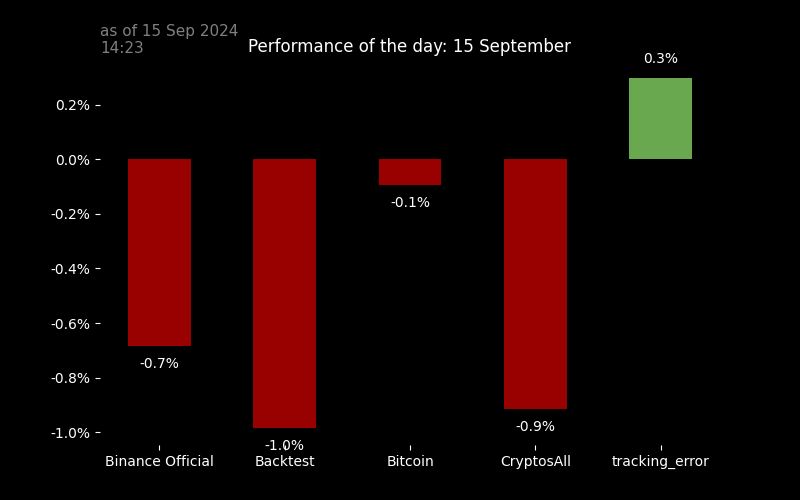 as of 15 Sep 2024
14:23
Performance of the day: 15 September
0.3%
0.2%
0.0%
-0.2%
-0.1%
-0.4%
-0.6%
-0.7%
-0.8%
-0.9%
-1.0%
-1.0%
Binance Official
Backtest
Bitcoin
CryptosAll
tracking_error